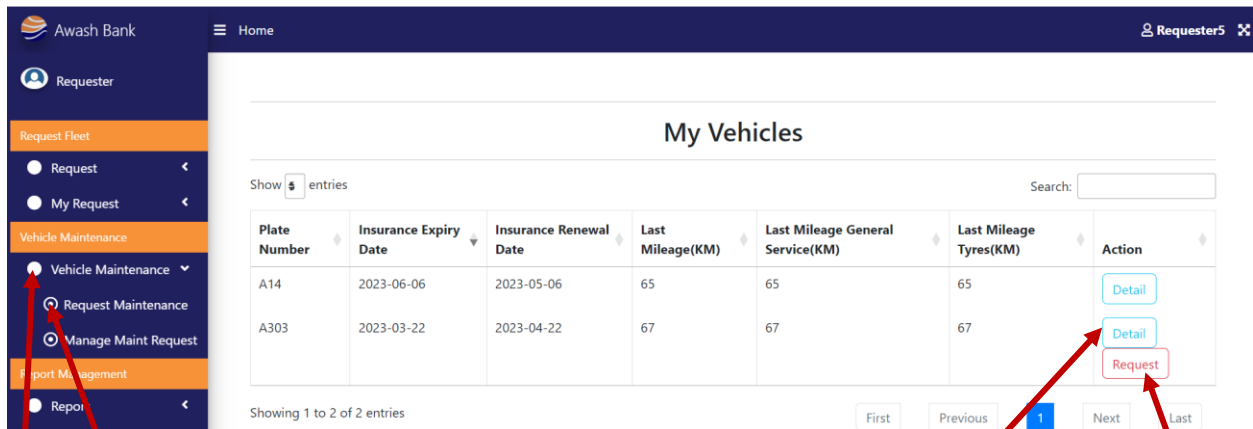 Awash Bank
Home
Requester5
Requester
Request Fleet
Request
My Request
Vehicle Maintenance
Vehicle Maintenance
Request Maintenance
Manage Maint Request
Report Management
Report
My Vehicles
Show 5 entries
Search:
Plate Number Insurance Expiry Date Insurance Renewal Date Last Mileage(KM) Last Mileage General Service(KM) Last Mileage Tyres(KM) Action
A14 2023-06-06 2023-05-06 65 65 65 Detail
A303 2023-03-22 2023-04-22 67 67 67 Detail
Request
Showing 1 to 2 of 2 entries
First Previous 1 Next Last